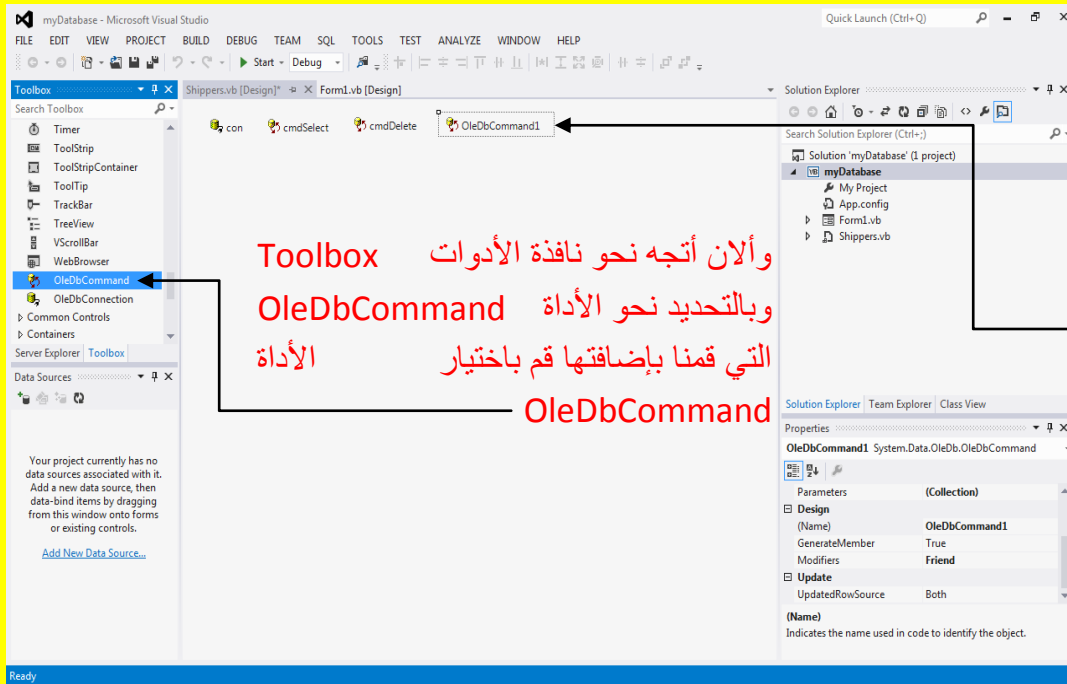 myDatabase - Microsoft Visual Studio
Quick Launch (Ctrl+Q)
FILE EDIT VIEW PROJECT BUILD DEBUG TEAM SQL TOOLS TEST ANALYZE WINDOW HELP
Start - Debug
Toolbox
Search Toolbox
Timer
ToolStrip
ToolStripContainer
ToolTip
TrackBar
TreeView
VScrollBar
WebBrowser
OleDbCommand
OleDbConnection
Common Controls
Containers
Server Explorer Toolbox
Data Sources
Your project currently has no
data sources associated with it.
Add a new data source, then
data-bind items by dragging
from this window onto forms
or existing controls.
Add New Data Source...
Shippers.vb [Design]* Form1.vb [Design]
con cmdSelect cmdDelete OleDbCommand1
وألان أتجه نحو نافذة الأدوات Toolbox
وبالتحديد نحو الأداة OleDbCommand
التي قمنا بإضافتها قم باختيار الأداة
OleDbCommand
Solution Explorer
Search Solution Explorer (Ctrl+;)
Solution 'myDatabase' (1 project)
VB myDatabase
My Project
App.config
Form1.vb
Shippers.vb
Solution Explorer Team Explorer Class View
Properties
OleDbCommand1 System.Data.OleDb.OleDbCommand
Parameters (Collection)
Design
(Name) OleDbCommand1
GenerateMember True
Modifiers Friend
Update
UpdatedRowSource Both
(Name)
Indicates the name used in code to identify the object.
Ready